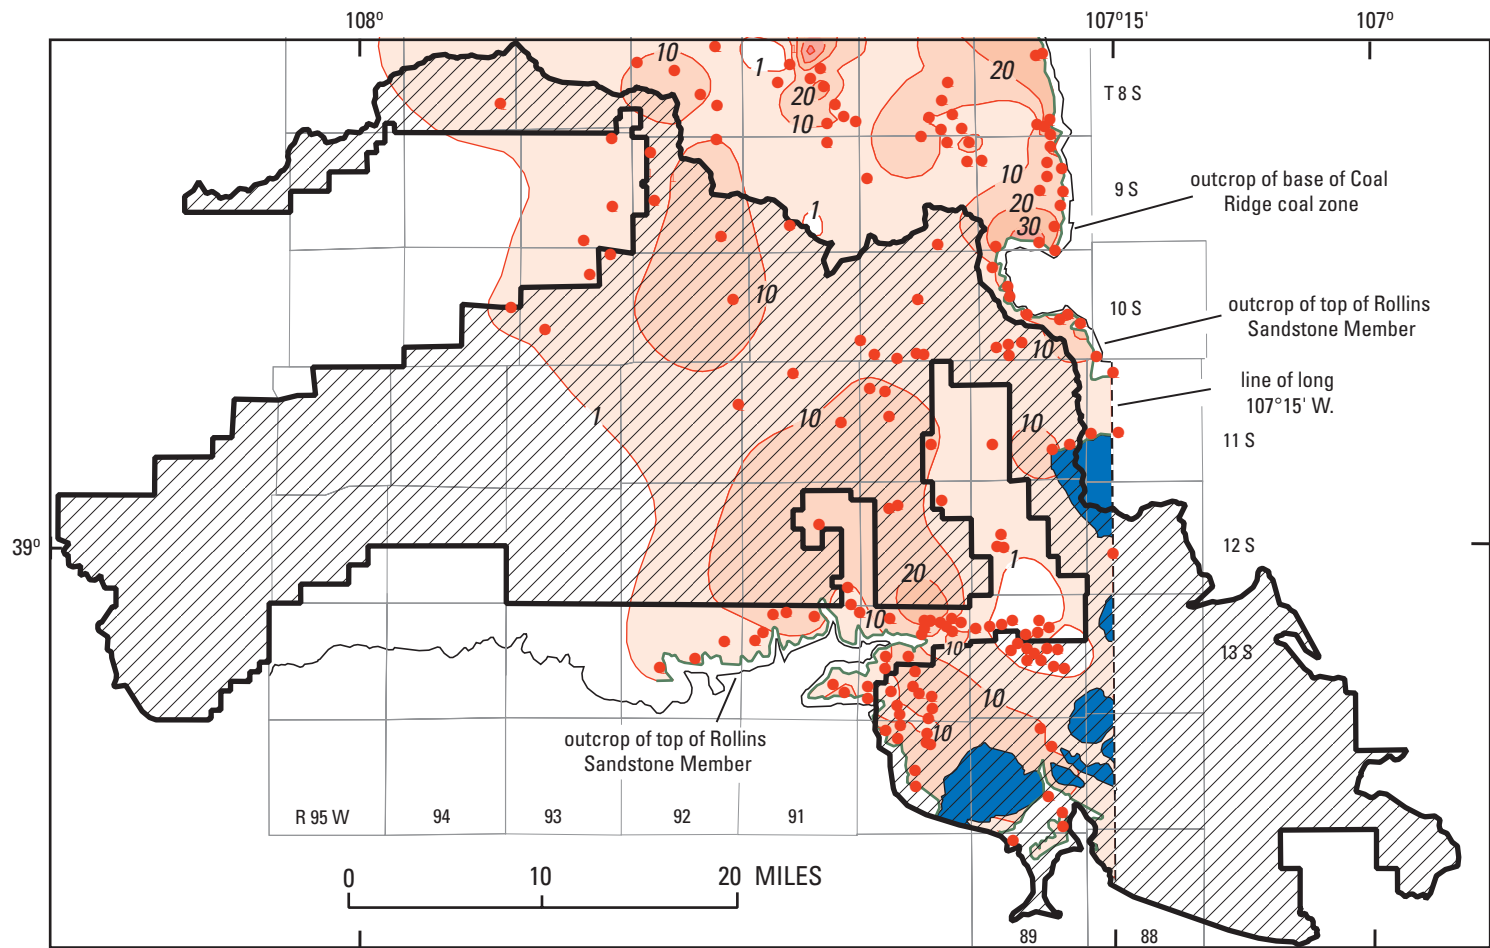 108°
107°15'
107°
10
1
20
20
10
T 8 S
10
20
30
9 S
outcrop of base of Coal
Ridge coal zone
1
10
10 S
outcrop of top of Rollins
Sandstone Member
10
line of long
107°15' W.
1
10
10
11 S
39°
12 S
1
20
10
10
13 S
10
10
outcrop of top of Rollins
Sandstone Member
R 95 W
94
93
92
91
0
10
20 MILES
89
88